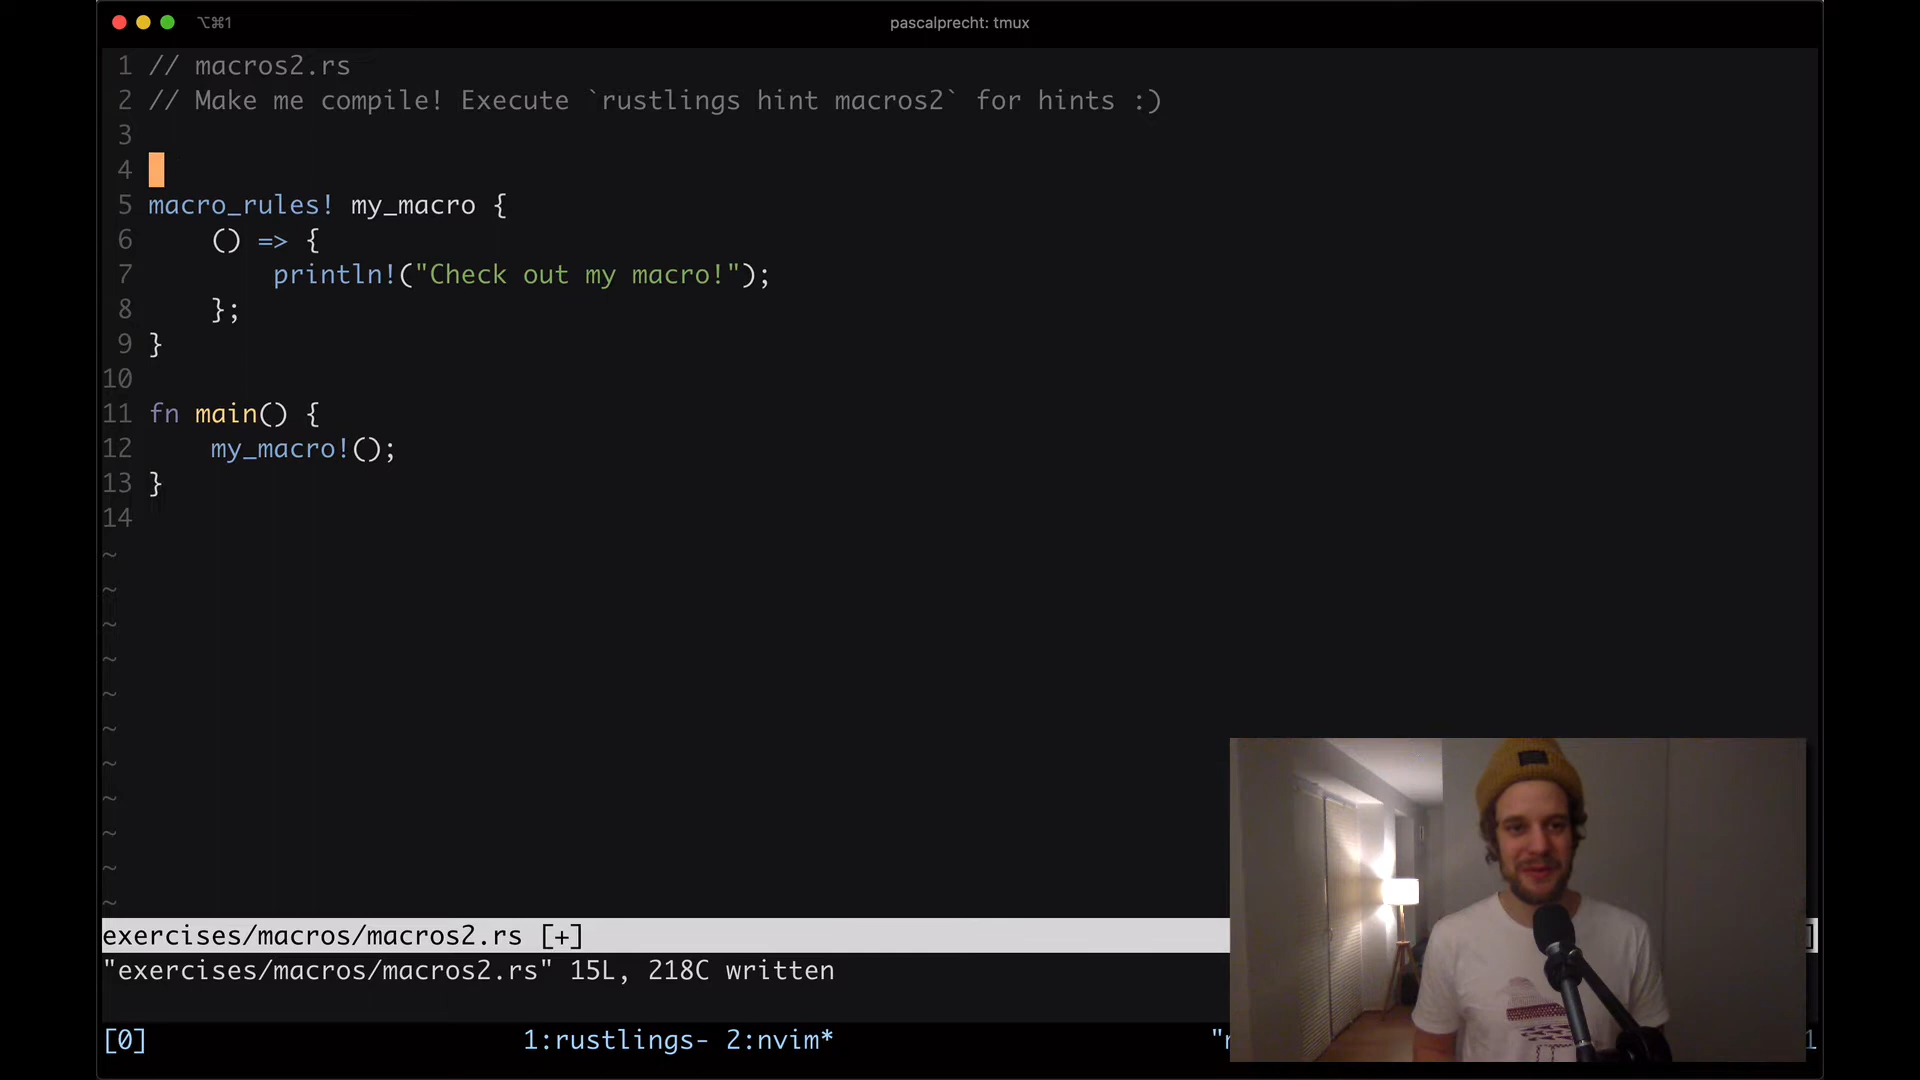 ⌥⌘1
pascalprecht: tmux
1 // macros2.rs
2 // Make me compile! Execute `rustlings hint macros2` for hints :)
3
4
5 macro_rules! my_macro {
6     () => {
7         println!("Check out my macro!");
8     };
9 }
10
11 fn main() {
12     my_macro!();
13 }
14
~
~
~
~
~
~
~
~
~
~
~
exercises/macros/macros2.rs [+]
"exercises/macros/macros2.rs" 15L, 218C written
[0] 1:rustlings- 2:nvim*